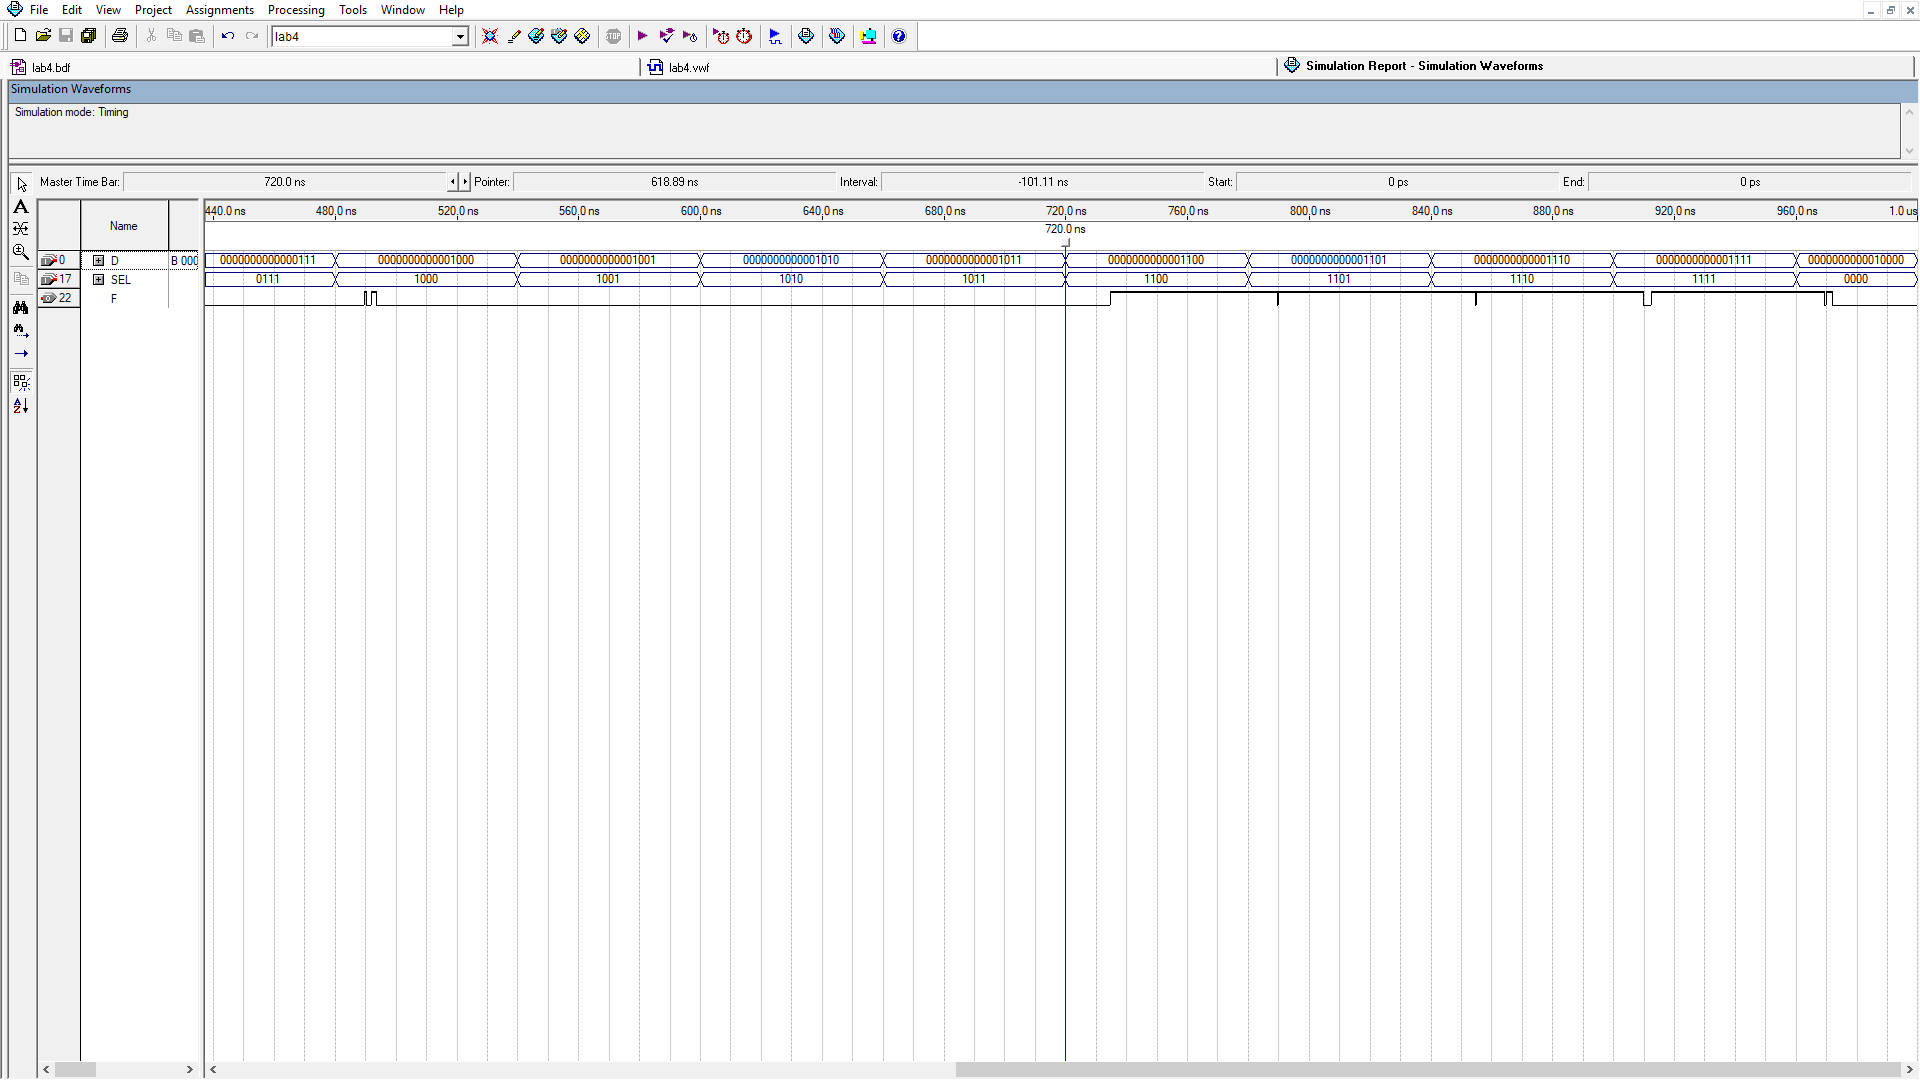 File Edit View Project Assignments Processing Tools Window Help
lab4
lab4.bdf lab4.vwf Simulation Report - Simulation Waveforms
Simulation Waveforms
Simulation mode: Timing
Master Time Bar: 720.0 ns Pointer: 618.89 ns Interval: -101.11 ns Start: 0 ps End: 0 ps
Name
440.0 ns 480.0 ns 520.0 ns 560.0 ns 600.0 ns 640.0 ns 680.0 ns 720.0 ns 760.0 ns 800.0 ns 840.0 ns 880.0 ns 920.0 ns 960.0 ns 1.0 us
720.0 ns
0 D B 000 0000000000000111 0000000000001000 0000000000001001 0000000000001010 0000000000001011 0000000000001100 0000000000001101 0000000000001110 0000000000001111 0000000000010000
17 SEL 0111 1000 1001 1010 1011 1100 1101 1110 1111 0000
22 F